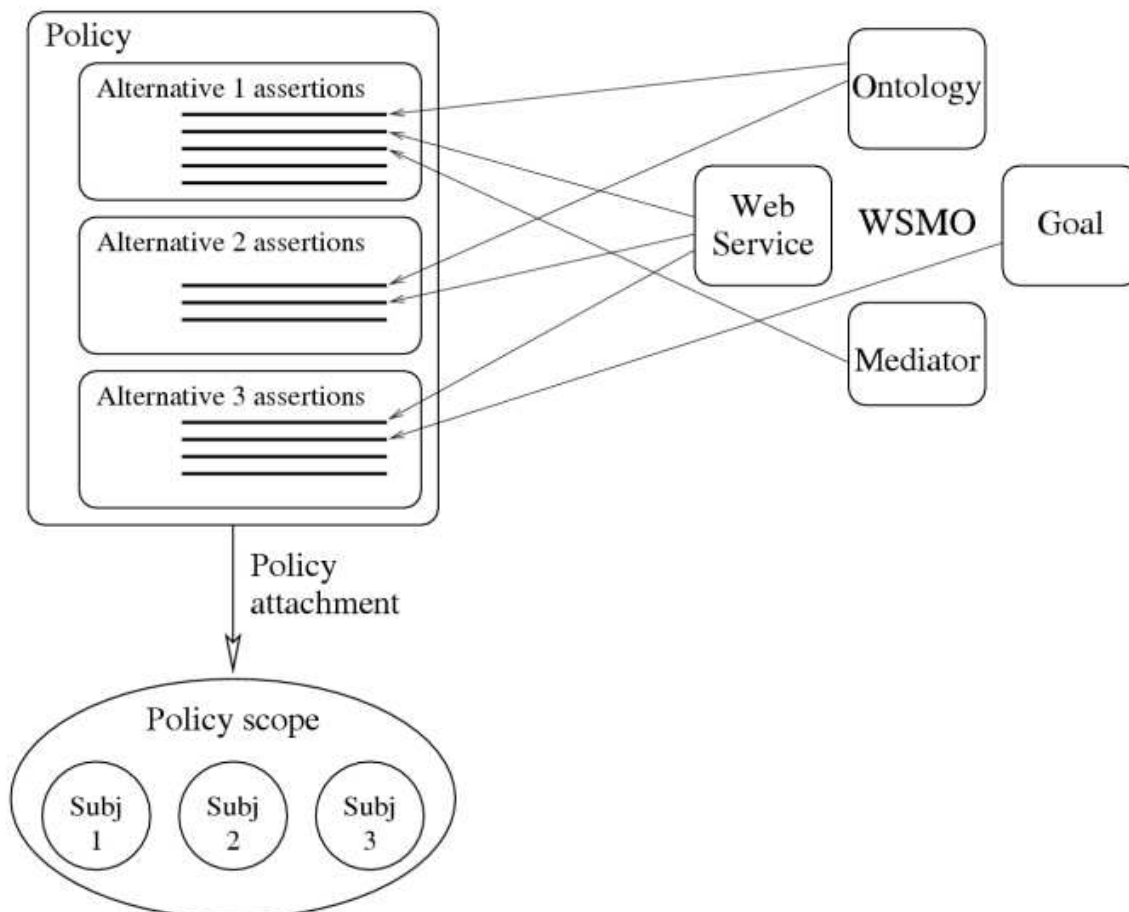 Policy
Alternative 1 assertions
Alternative 2 assertions
Alternative 3 assertions
Ontology
Web
Service
WSMO
Goal
Mediator
Policy
attachment
Policy scope
Subj
1
Subj
2
Subj
3